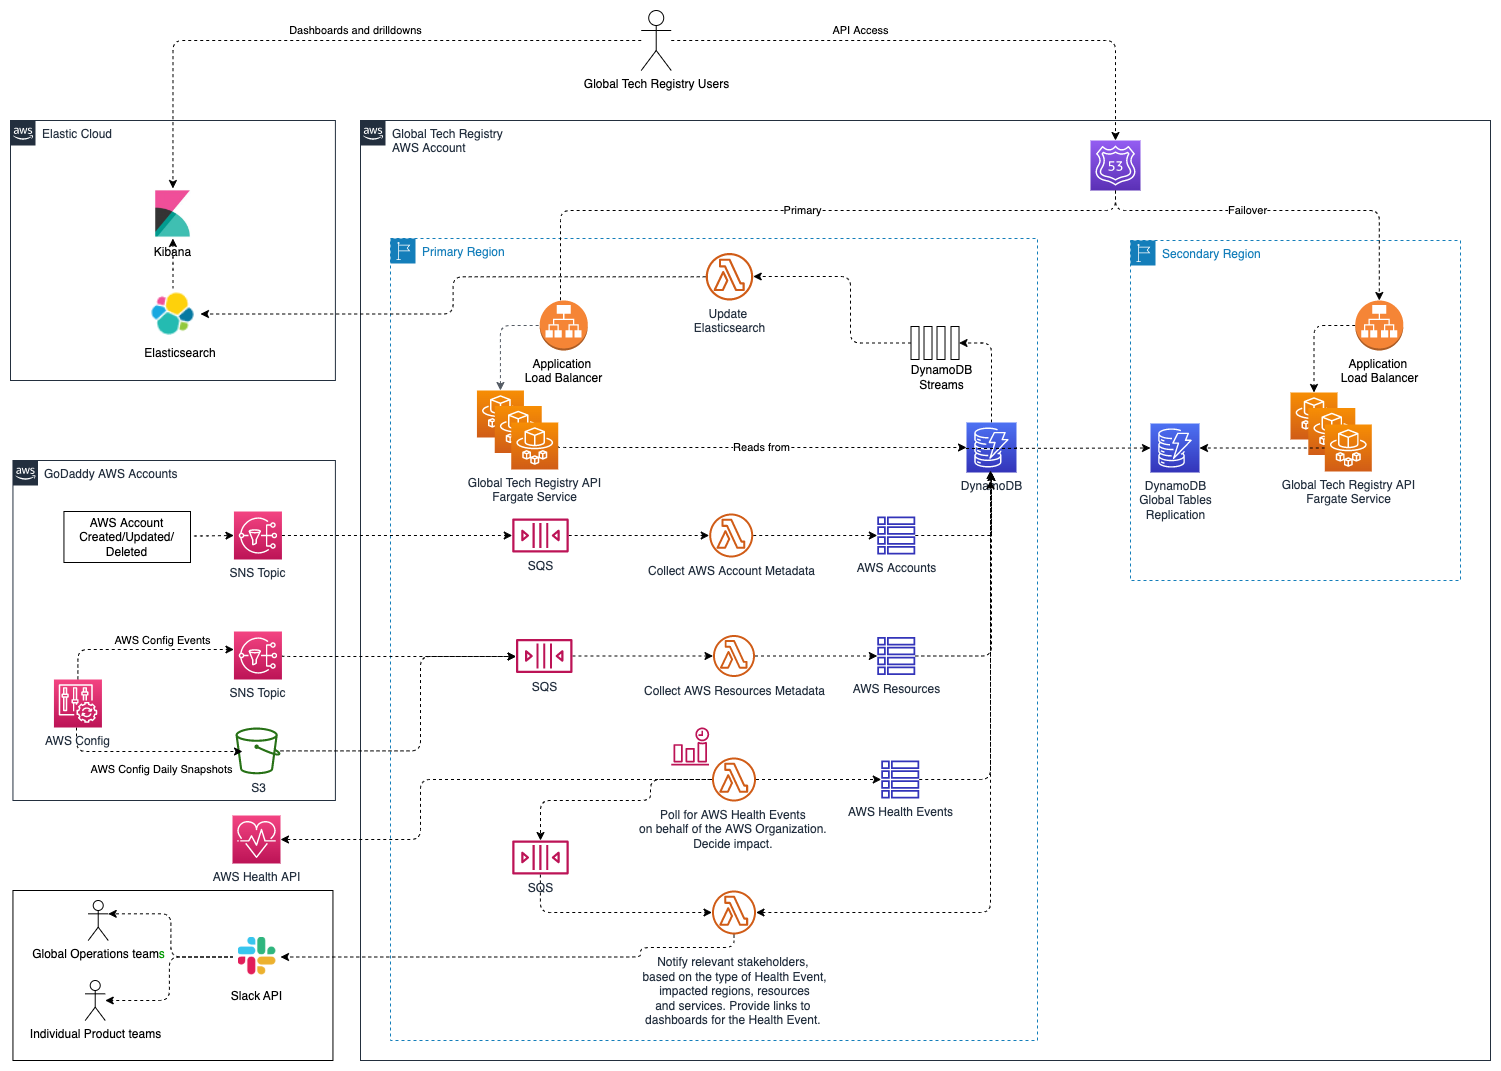 Dashboards and drilldowns
API Access
Global Tech Registry Users
aws
Elastic Cloud
aws
Global Tech Registry
AWS Account
53
Primary
Failover
Kibana
Elasticsearch
Primary Region
Secondary Region
Update
Elasticsearch
Application
Load Balancer
DynamoDB
Streams
Application
Load Balancer
Reads from
Global Tech Registry API
Fargate Service
DynamoDB
DynamoDB
Global Tables
Replication
Global Tech Registry API
Fargate Service
aws
GoDaddy AWS Accounts
AWS Account
Created/Updated/
Deleted
SNS Topic
SQS
Collect AWS Account Metadata
AWS Accounts
AWS Config Events
SNS Topic
SQS
Collect AWS Resources Metadata
AWS Resources
AWS Config
AWS Config Daily Snapshots
S3
Poll for AWS Health Events
on behalf of the AWS Organization.
Decide impact.
AWS Health Events
AWS Health API
SQS
Global Operations teams
Slack API
Individual Product teams
Notify relevant stakeholders,
based on the type of Health Event,
impacted regions, resources
and services. Provide links to
dashboards for the Health Event.